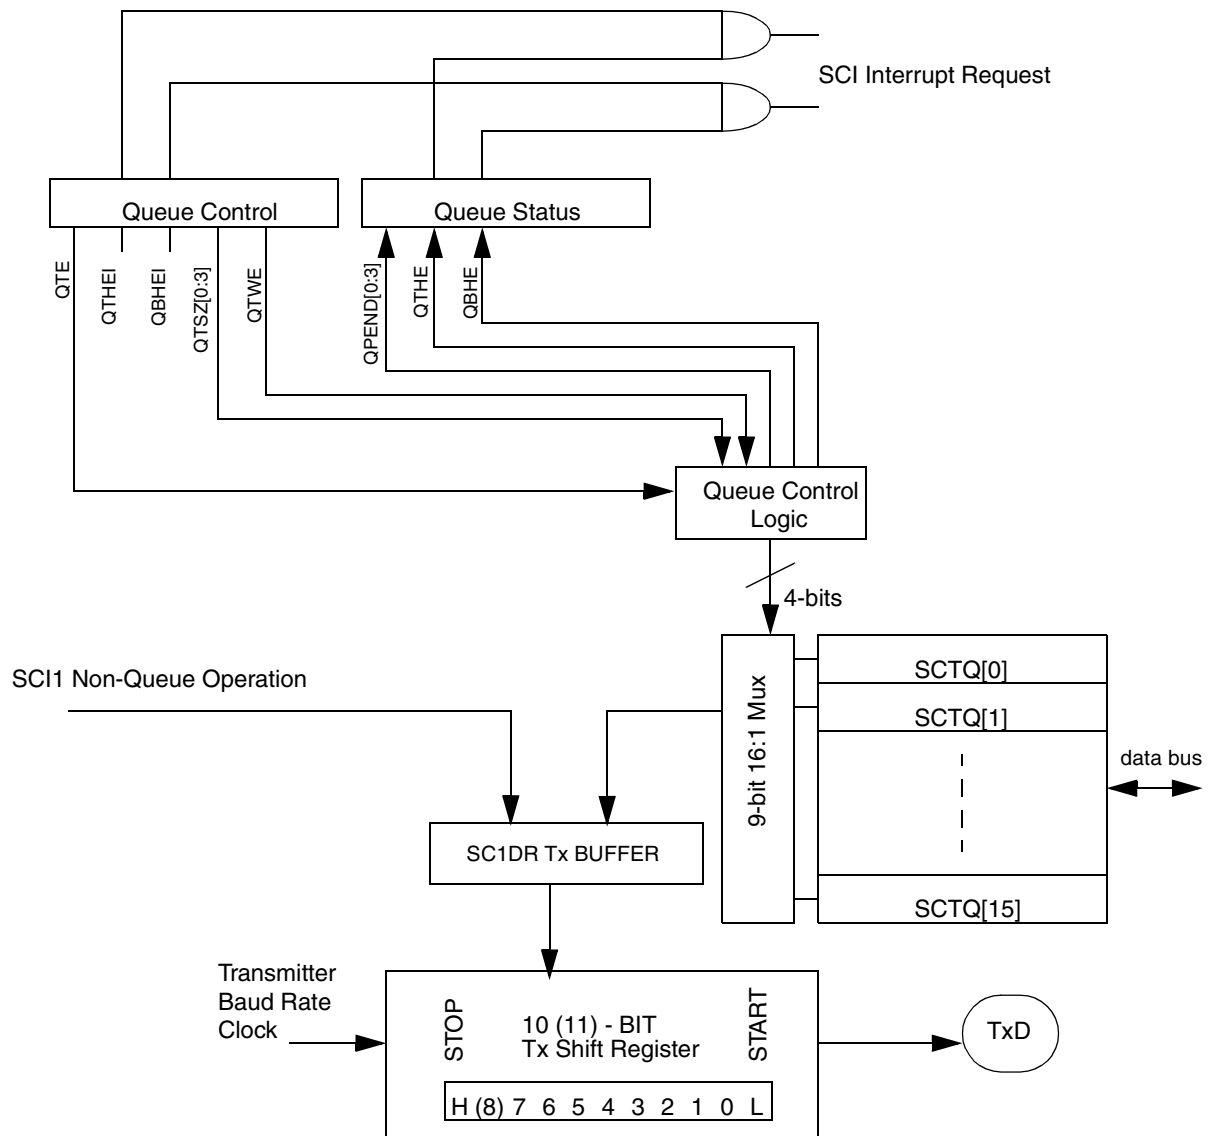 SCI Interrupt Request
Queue Control
Queue Status
QTE
QTHEI
QBHEI
QTSZ[0:3]
QTWE
QPEND[0:3]
QTHE
QBHE
Queue Control
Logic
4-bits
SCI1 Non-Queue Operation
9-bit 16:1 Mux
SCTQ[0]
SCTQ[1]
data bus
SC1DR Tx BUFFER
SCTQ[15]
Transmitter
Baud Rate
Clock
STOP
10 (11) - BIT
Tx Shift Register
START
TxD
H (8) 7 6 5 4 3 2 1 0 L